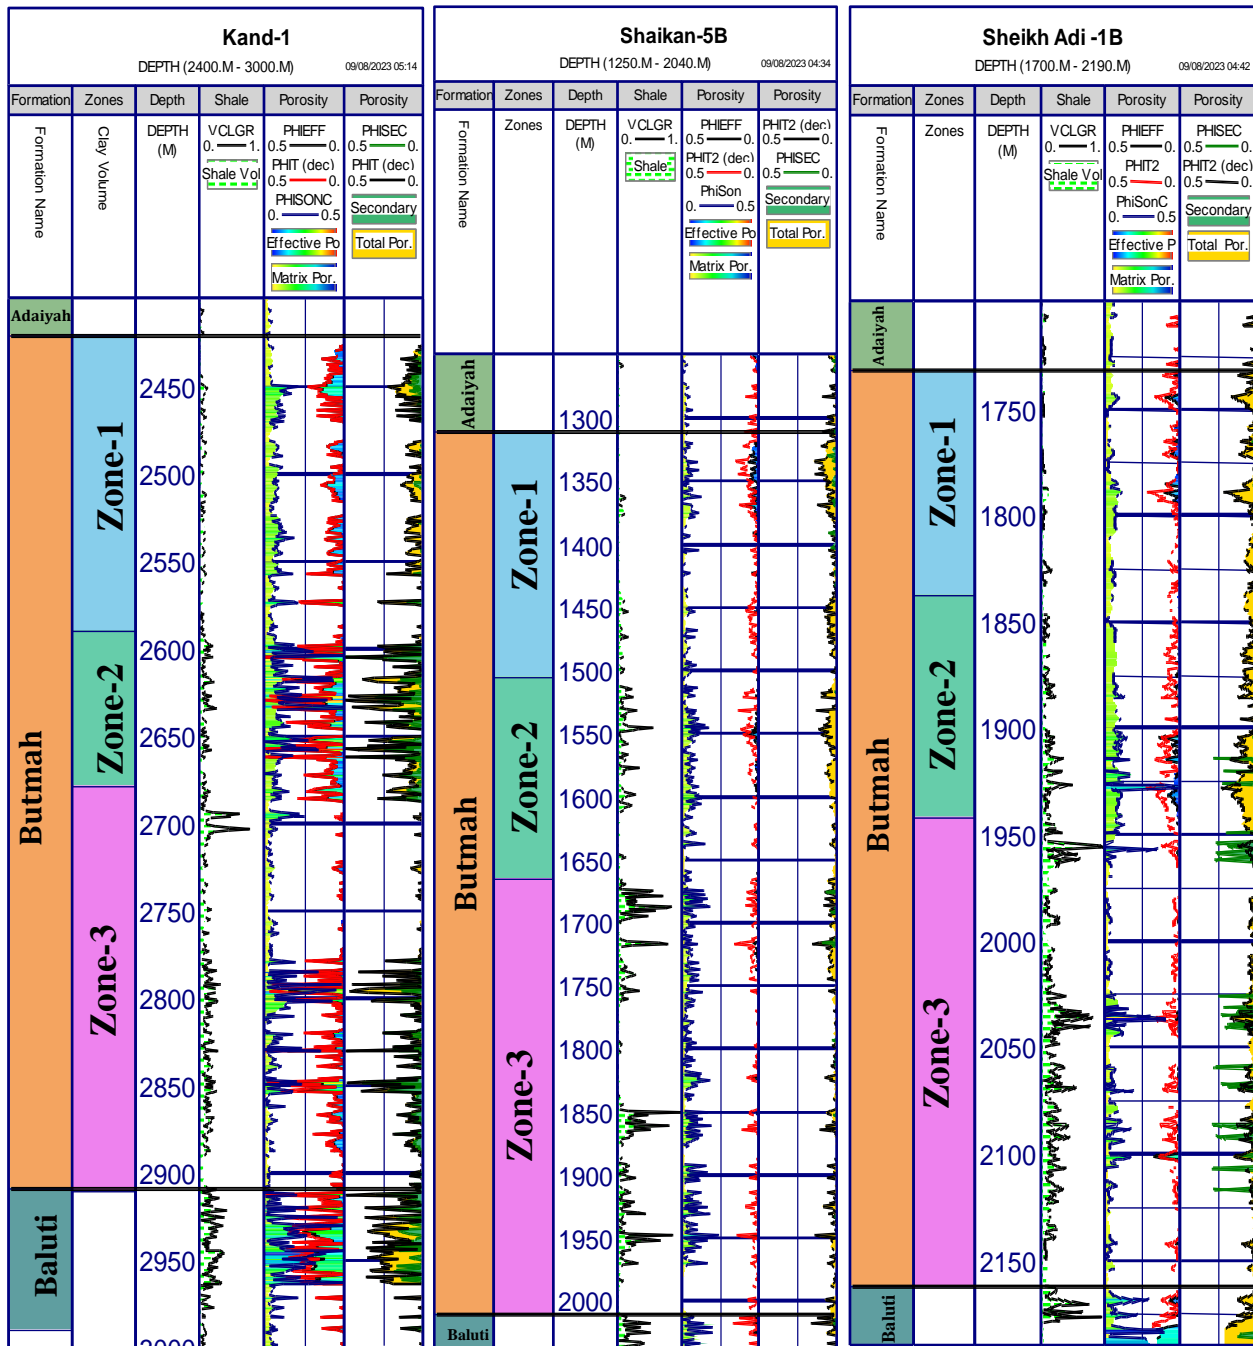 Kand-1
DEPTH (2400.M - 3000.M) 09/08/2023 05:14
Formation Zones Depth Shale Porosity Porosity
Formation Name
Clay Volume
DEPTH
(M)
VCLGR
0. 1.
Shale Vol
PHIEFF
0.5 0.
PHIT (dec)
0.5 0.
PHISONC
0. 0.5
Effective Po
Matrix Por.
PHISEC
0.5 0.
PHIT (dec)
0.5 0.
Secondary
Total Por.
Adaiyah
Butmah
Baluti
Zone-1
Zone-2
Zone-3
2450
2500
2550
2600
2650
2700
2750
2800
2850
2900
2950
3000
Shaikan-5B
DEPTH (1250.M - 2040.M) 09/08/2023 04:34
Formation Zones Depth Shale Porosity Porosity
Formation Name
Zones
DEPTH
(M)
VCLGR
0. 1.
Shale
PHIEFF
0.5 0.
PHIT2 (dec)
0.5 0.
PhiSon
0. 0.5
Effective Po
Matrix Por.
PHIT2 (dec)
0.5 0.
PHISEC
0.5 0.
Secondary
Total Por.
Adaiyah
Butmah
Baluti
Zone-1
Zone-2
Zone-3
1300
1350
1400
1450
1500
1550
1600
1650
1700
1750
1800
1850
1900
1950
2000
Sheikh Adi -1B
DEPTH (1700.M - 2190.M) 09/08/2023 04:42
Formation Zones Depth Shale Porosity Porosity
Formation Name
DEPTH
(M)
VCLGR
0. 1.
Shale Vol
PHIEFF
0.5 0.
PHIT2
0.5 0.
PhiSonC
0. 0.5
Effective P
Matrix Por.
PHISEC
0.5 0.
PHIT2 (dec)
0.5 0.
Secondary
Total Por.
Adaiyah
Butmah
Baluti
Zone-1
Zone-2
Zone-3
1750
1800
1850
1900
1950
2000
2050
2100
2150